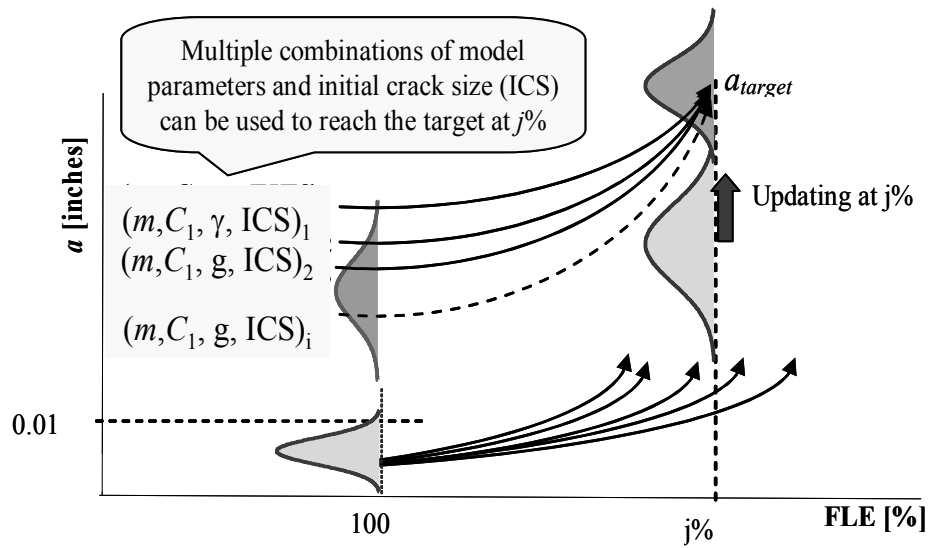 Multiple combinations of model
parameters and initial crack size (ICS)
can be used to reach the target at j%
a_target
a [inches]
Updating at j%
(m,C₁, γ, ICS)₁
(m,C₁, g, ICS)₂
(m,C₁, g, ICS)ᵢ
0.01
100
j%
FLE [%]